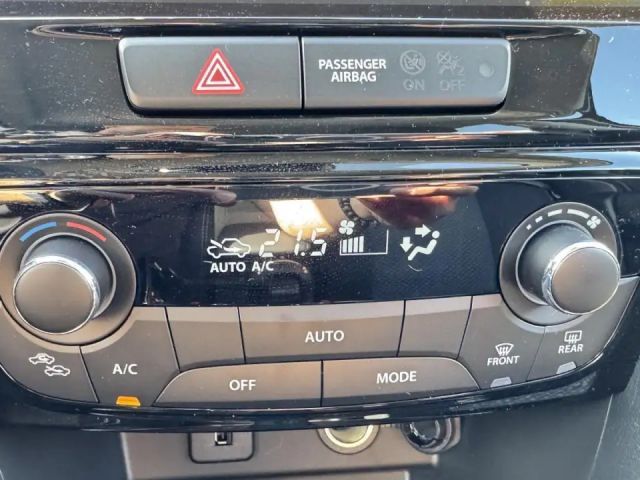 PASSENGER
AIRBAG
ON OFF
21.5
AUTO A/C
AUTO
A/C
OFF
MODE
FRONT
REAR